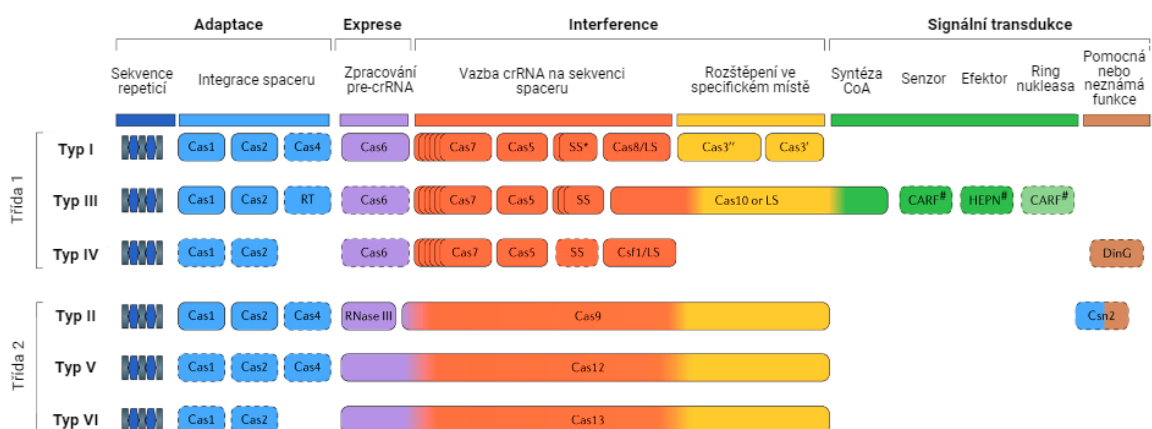 Adaptace Exprese Interference Signální transdukce
Sekvence repeticí
Integrace spaceru
Zpracování pre-crRNA
Vazba crRNA na sekvenci spaceru
Rozštěpení ve specifickém místě
Syntéza CoA
Senzor
Efektor
Ring nukleasa
Pomocná nebo neznámá funkce
Třída 1
Typ I Cas1 Cas2 Cas4 Cas6 Cas7 Cas5 SS* Cas8/LS Cas3″ Cas3′
Typ III Cas1 Cas2 RT Cas6 Cas7 Cas5 SS Cas10 or LS CARF# HEPN# CARF#
Typ IV Cas1 Cas2 Cas6 Cas7 Cas5 SS Csf1/LS DinG
Třída 2
Typ II Cas1 Cas2 Cas4 RNase III Cas9 Csn2
Typ V Cas1 Cas2 Cas4 Cas12
Typ VI Cas1 Cas2 Cas13